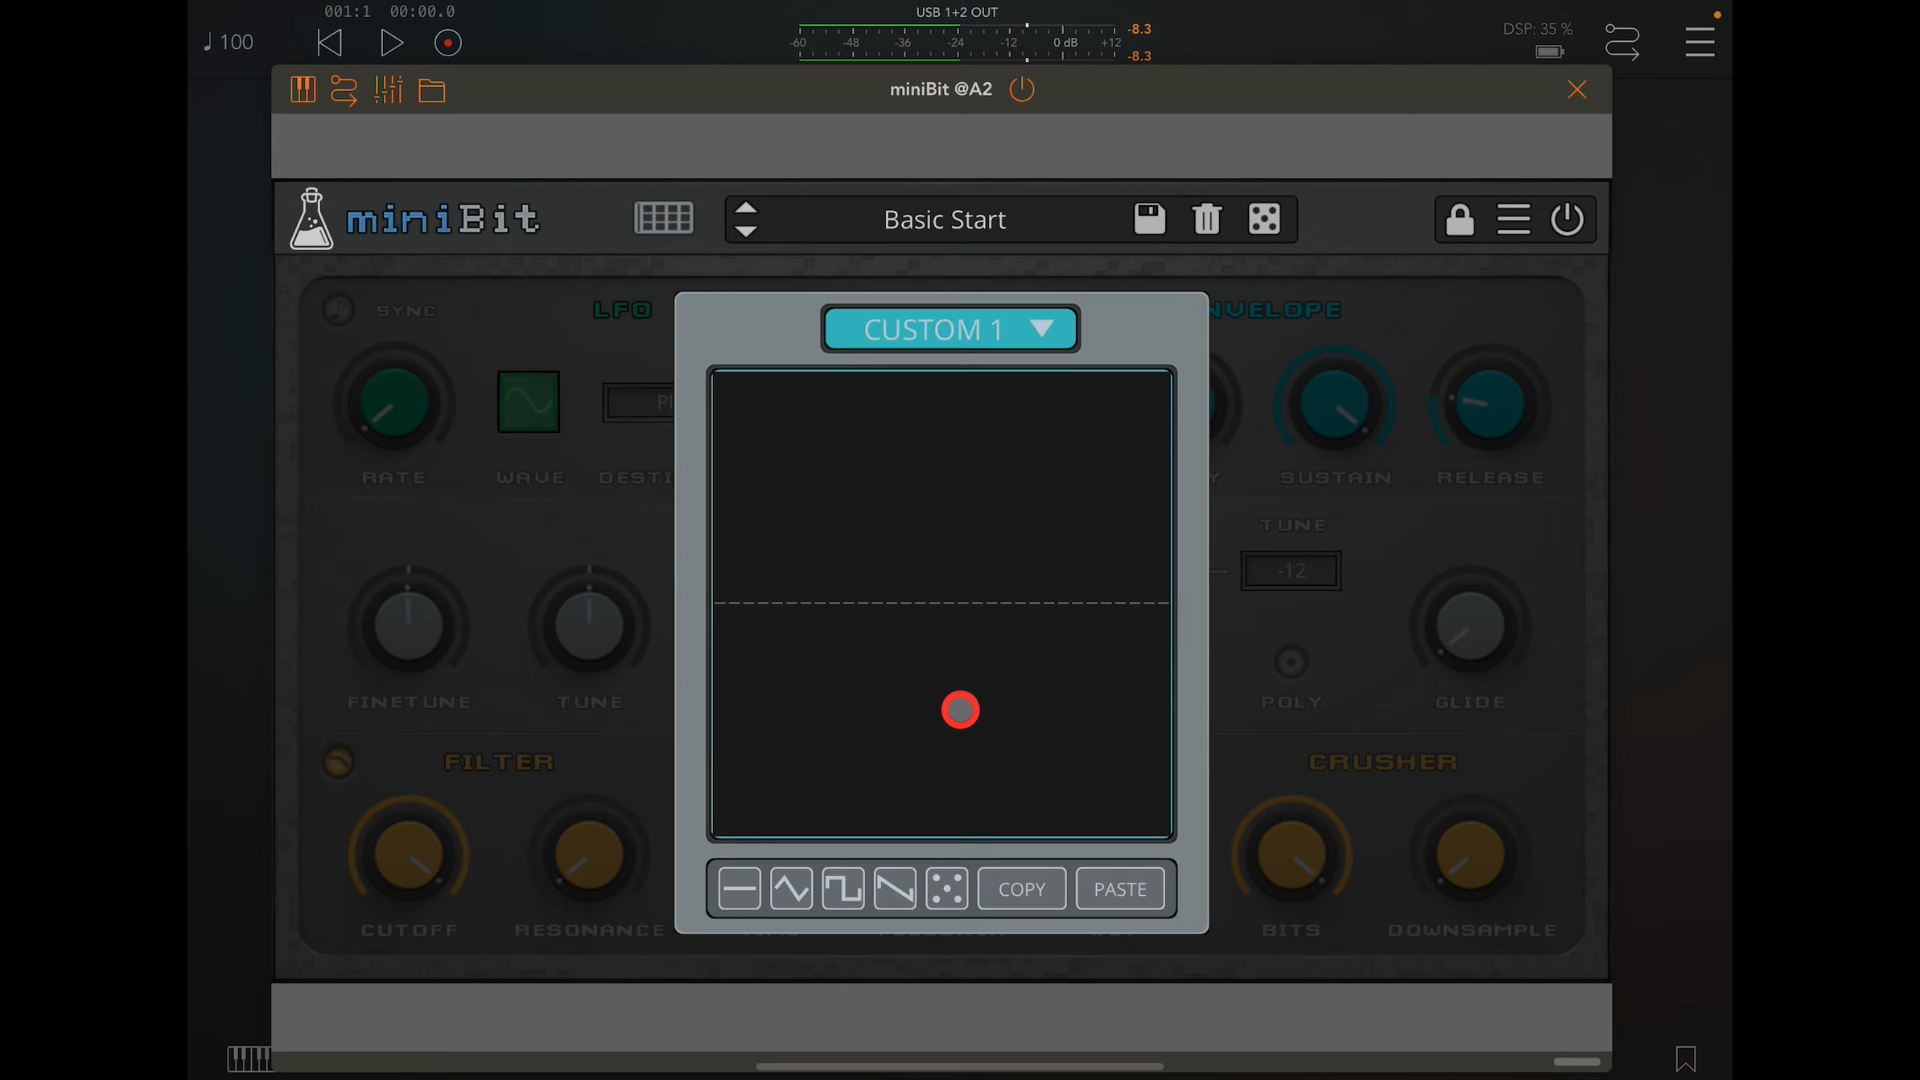 001:1 00:00.0
USB 1+2 OUT
♩ 100
-60 -48 -36 -24 -12 0 dB +12
-8.3
-8.3
DSP: 35 %
miniBit @A2
miniBit
Basic Start
SYNC
LFO
CUSTOM 1
RATE
WAVE
SUSTAIN
RELEASE
TUNE
-12
FINETUNE
TUNE
POLY
GLIDE
FILTER
CRUSHER
COPY
PASTE
CUTOFF
RESONANCE
BITS
DOWNSAMPLE